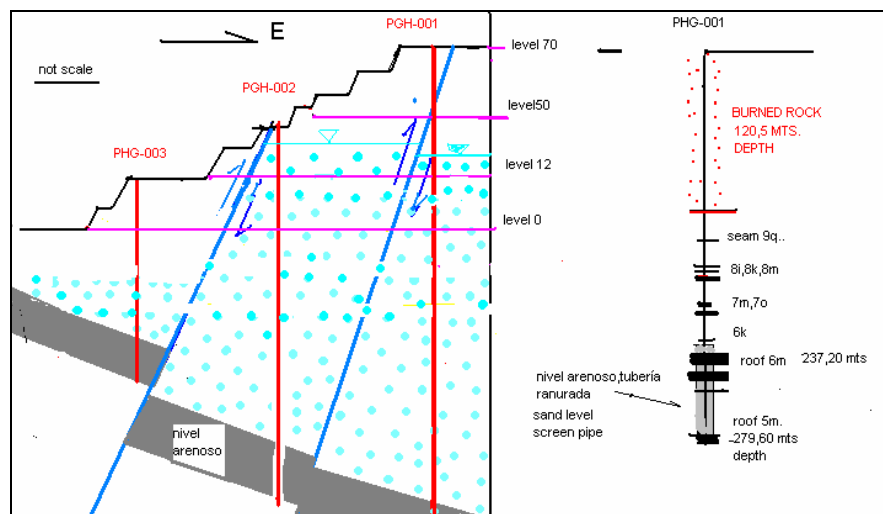 E
not scale
PGH-001
PGH-002
PHG-003
level 70
level50
level 12
level 0
nivel
arenoso
PHG-001
BURNED ROCK
120,5 MTS.
DEPTH
seam 9q..
8i,8k,8m
7m,7o
6k
roof 6m 237,20 mts
nivel arenoso,tubería
ranurada
sand level
screen pipe
roof 5m.
-279,60 mts
depth